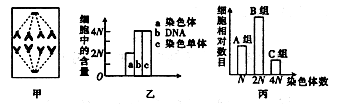 甲
细胞中的含量
4N
2N
0
a b c
a 染色体
b DNA
c 染色单体
乙
细胞相对数目
A组
B组
C组
N 2N 4N 染色体数
丙